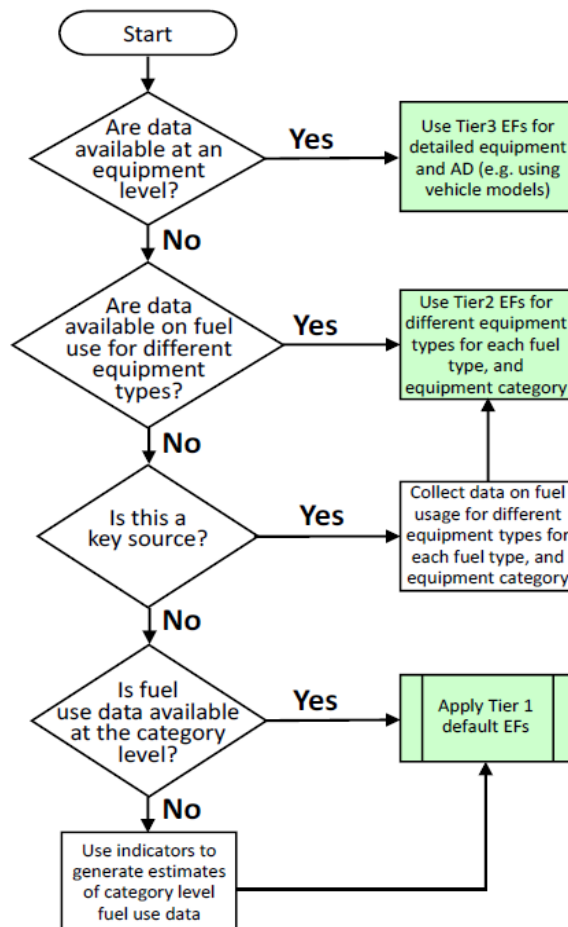 Start
Are data
available at an
equipment
level?
Yes
Use Tier3 EFs for
detailed equipment
and AD (e.g. using
vehicle models)
No
Are data
available on fuel
use for different
equipment
types?
Yes
Use Tier2 EFs for
different equipment
types for each fuel
type, and
equipment category
No
Is this a
key source?
Yes
Collect data on fuel
usage for different
equipment types for
each fuel type, and
equipment category
No
Is fuel
use data available
at the category
level?
Yes
Apply Tier 1
default EFs
No
Use indicators to
generate estimates
of category level
fuel use data